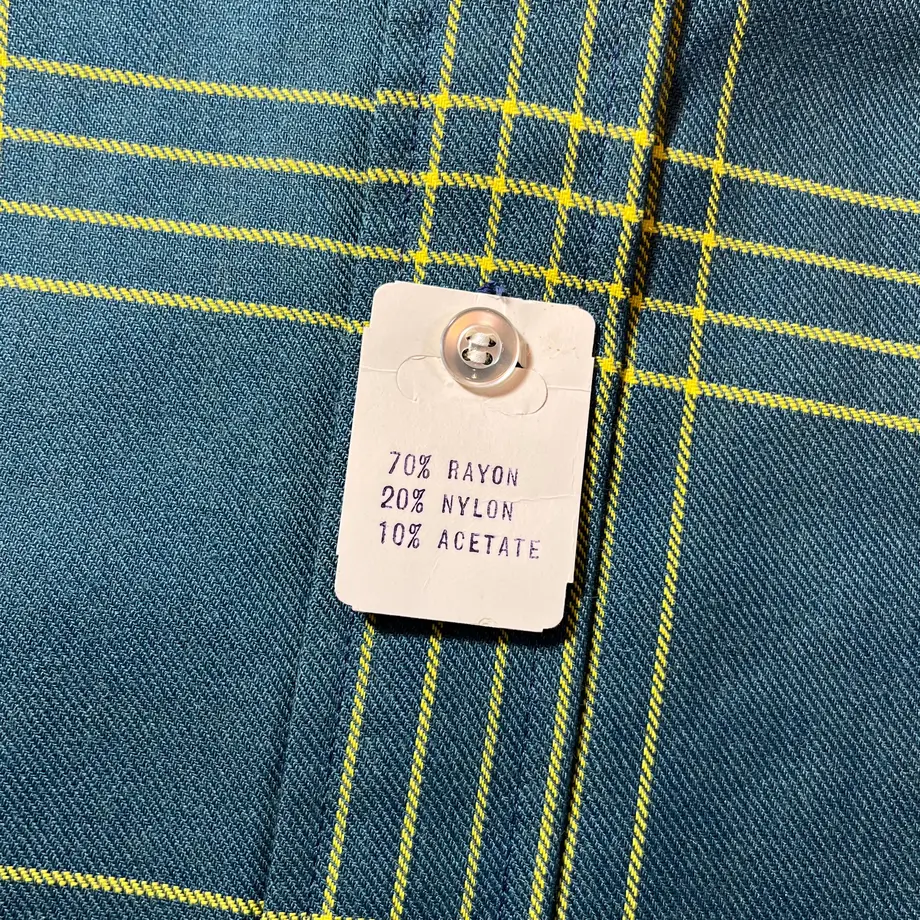 70% RAYON
20% NYLON
10% ACETATE